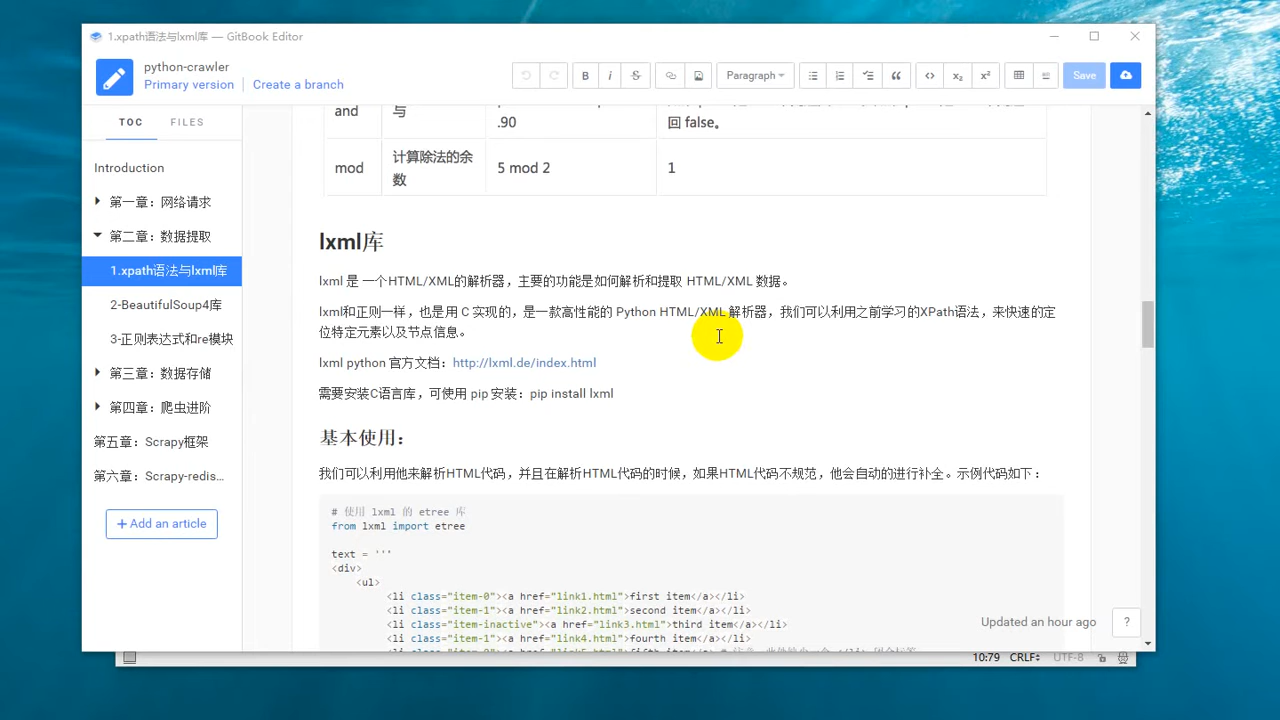 1.xpath语法与lxml库 — GitBook Editor
python-crawler
Primary version Create a branch
B i S Paragraph Save
TOC FILES
Introduction
第一章：网络请求
第二章：数据提取
1.xpath语法与lxml库
2-BeautifulSoup4库
3-正则表达式和re模块
第三章：数据存储
第四章：爬虫进阶
第五章：Scrapy框架
第六章：Scrapy-redis...
+ Add an article
and 与 .90 回 false。
mod 计算除法的余数 5 mod 2 1
lxml库
lxml 是 一个HTML/XML的解析器，主要的功能是如何解析和提取 HTML/XML 数据。
lxml和正则一样，也是用 C 实现的，是一款高性能的 Python HTML/XML 解析器，我们可以利用之前学习的XPath语法，来快速的定
位特定元素以及节点信息。
lxml python 官方文档：http://lxml.de/index.html
需要安装C语言库，可使用 pip 安装：pip install lxml
基本使用：
我们可以利用他来解析HTML代码，并且在解析HTML代码的时候，如果HTML代码不规范，他会自动的进行补全。示例代码如下：
# 使用 lxml 的 etree 库
from lxml import etree
text = '''
<div>
<ul>
<li class="item-0"><a href="link1.html">first item</a></li>
<li class="item-1"><a href="link2.html">second item</a></li>
<li class="item-inactive"><a href="link3.html">third item</a></li>
<li class="item-1"><a href="link4.html">fourth item</a></li>
Updated an hour ago ?
10:79 CRLF UTF-8